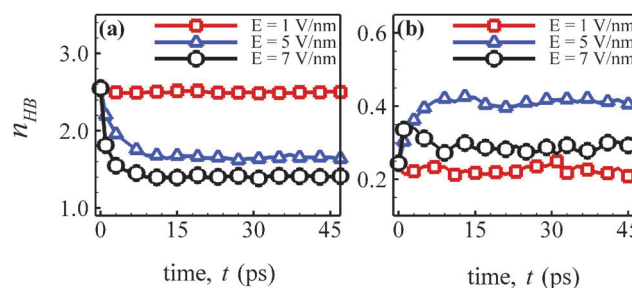 (a)
E = 1 V/nm
E = 5 V/nm
E = 7 V/nm
3.0
2.0
1.0
n_HB
0
15
30
45
time, t (ps)
(b)
E = 1 V/nm
E = 5 V/nm
E = 7 V/nm
0.6
0.4
0.2
0
15
30
45
time, t (ps)